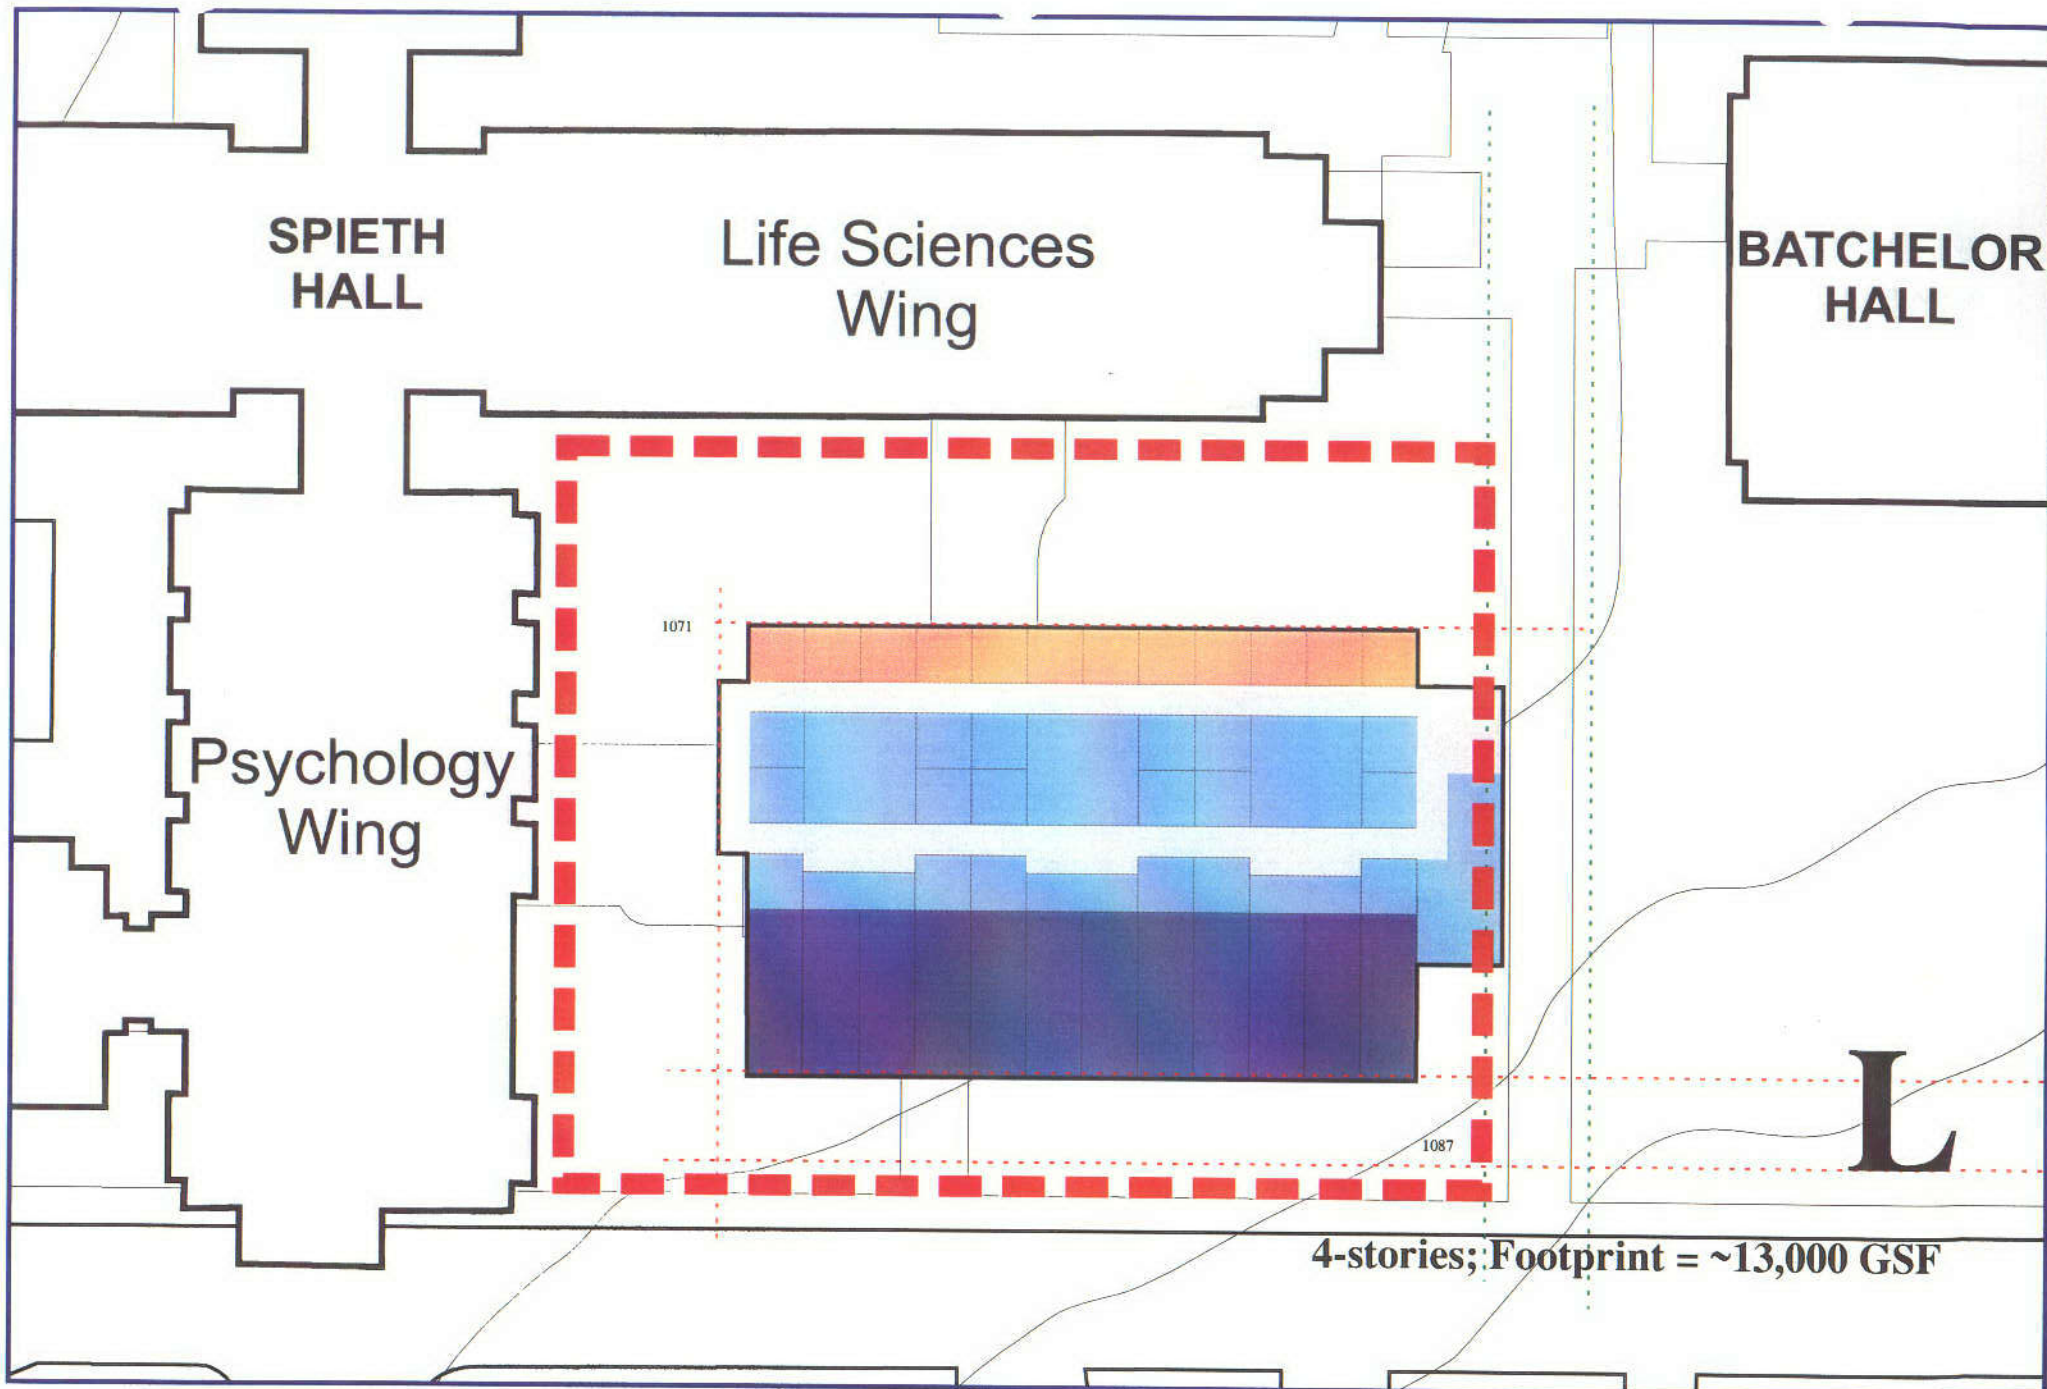 SPIETH
HALL
Life Sciences
Wing
BATCHELOR
HALL
1071
Psychology
Wing
1087
L
4-stories; Footprint = ~13,000 GSF